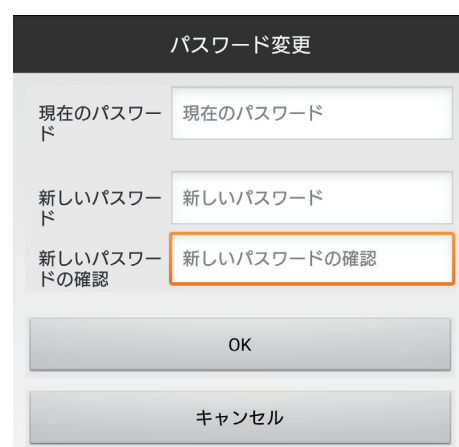 パスワード変更
現在のパスワー
ド
現在のパスワード
新しいパスワー
ド
新しいパスワード
新しいパスワー
ドの確認
新しいパスワードの確認
OK
キャンセル